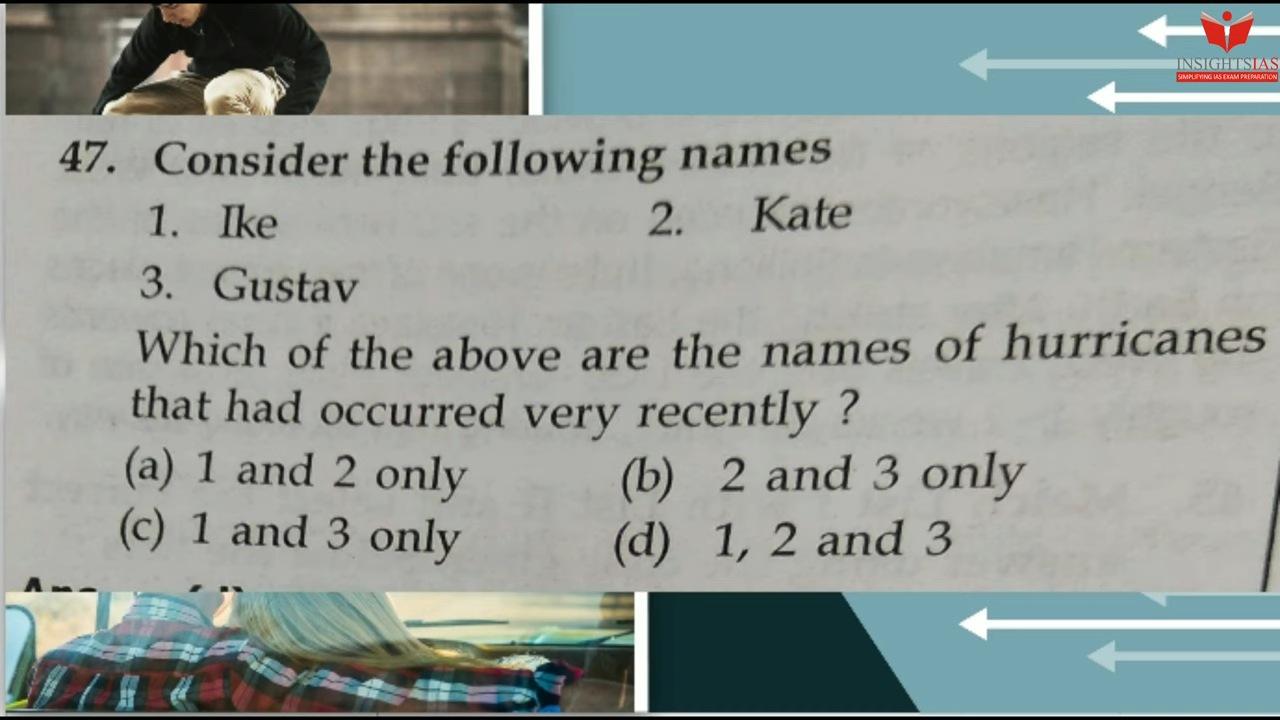 INSIGHTSIAS
SIMPLIFYING IAS EXAM PREPARATION
47. Consider the following names
1. Ike 2. Kate
3. Gustav
Which of the above are the names of hurricanes
that had occurred very recently ?
(a) 1 and 2 only (b) 2 and 3 only
(c) 1 and 3 only (d) 1, 2 and 3